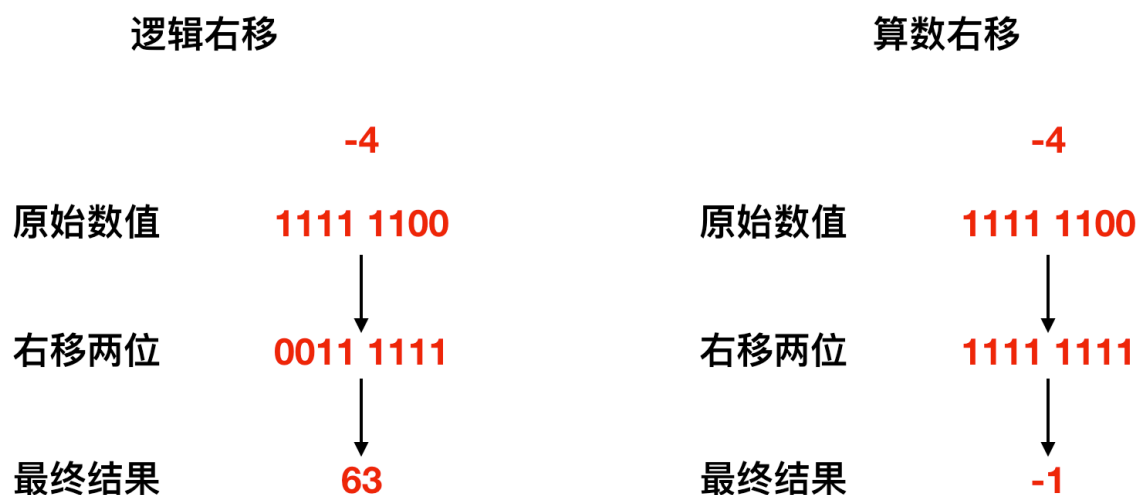 逻辑右移 算数右移
-4 -4
原始数值 1111 1100 原始数值 1111 1100
右移两位 0011 1111 右移两位 1111 1111
最终结果 63 最终结果 -1